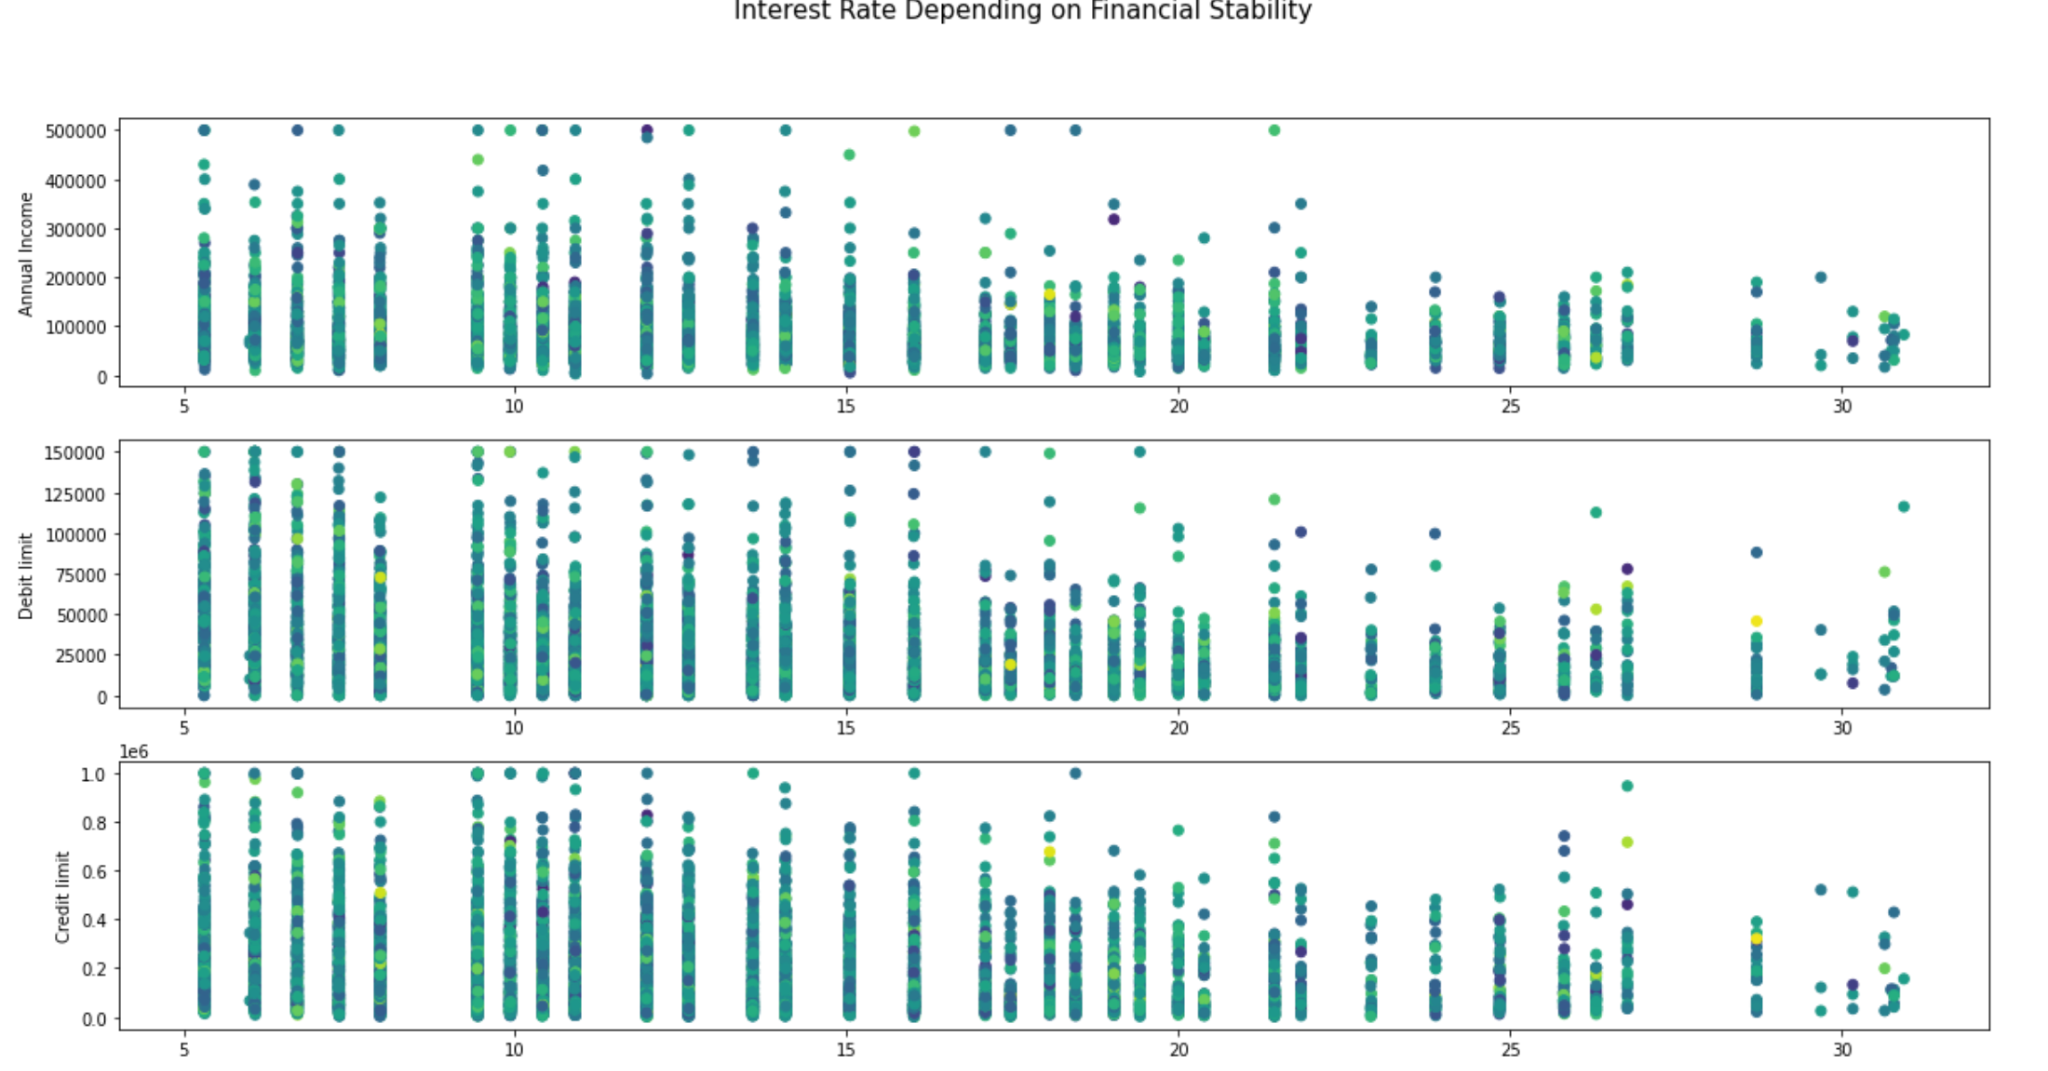 Interest Rate Depending on Financial Stability
500000
400000
300000
200000
100000
0
Annual Income
5 10 15 20 25 30
150000
125000
100000
75000
50000
25000
0
Debit limit
5 10 15 20 25 30
1e6
1.0
0.8
0.6
0.4
0.2
0.0
Credit limit
5 10 15 20 25 30